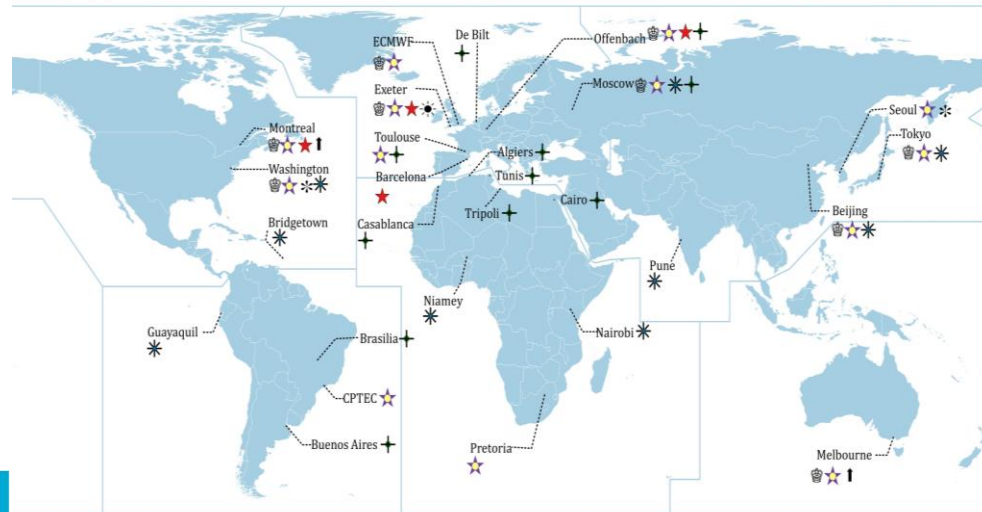 ECMWF
De Bilt
Offenbach
Exeter
Moscow
Montreal
Toulouse
Algiers
Seoul
Tokyo
Washington
Barcelona
Tunis
Cairo
Bridgetown
Casablanca
Tripoli
Beijing
Pune
Niamey
Guayaquil
Nairobi
Brasilia
CPTEC
Buenos Aires
Pretoria
Melbourne